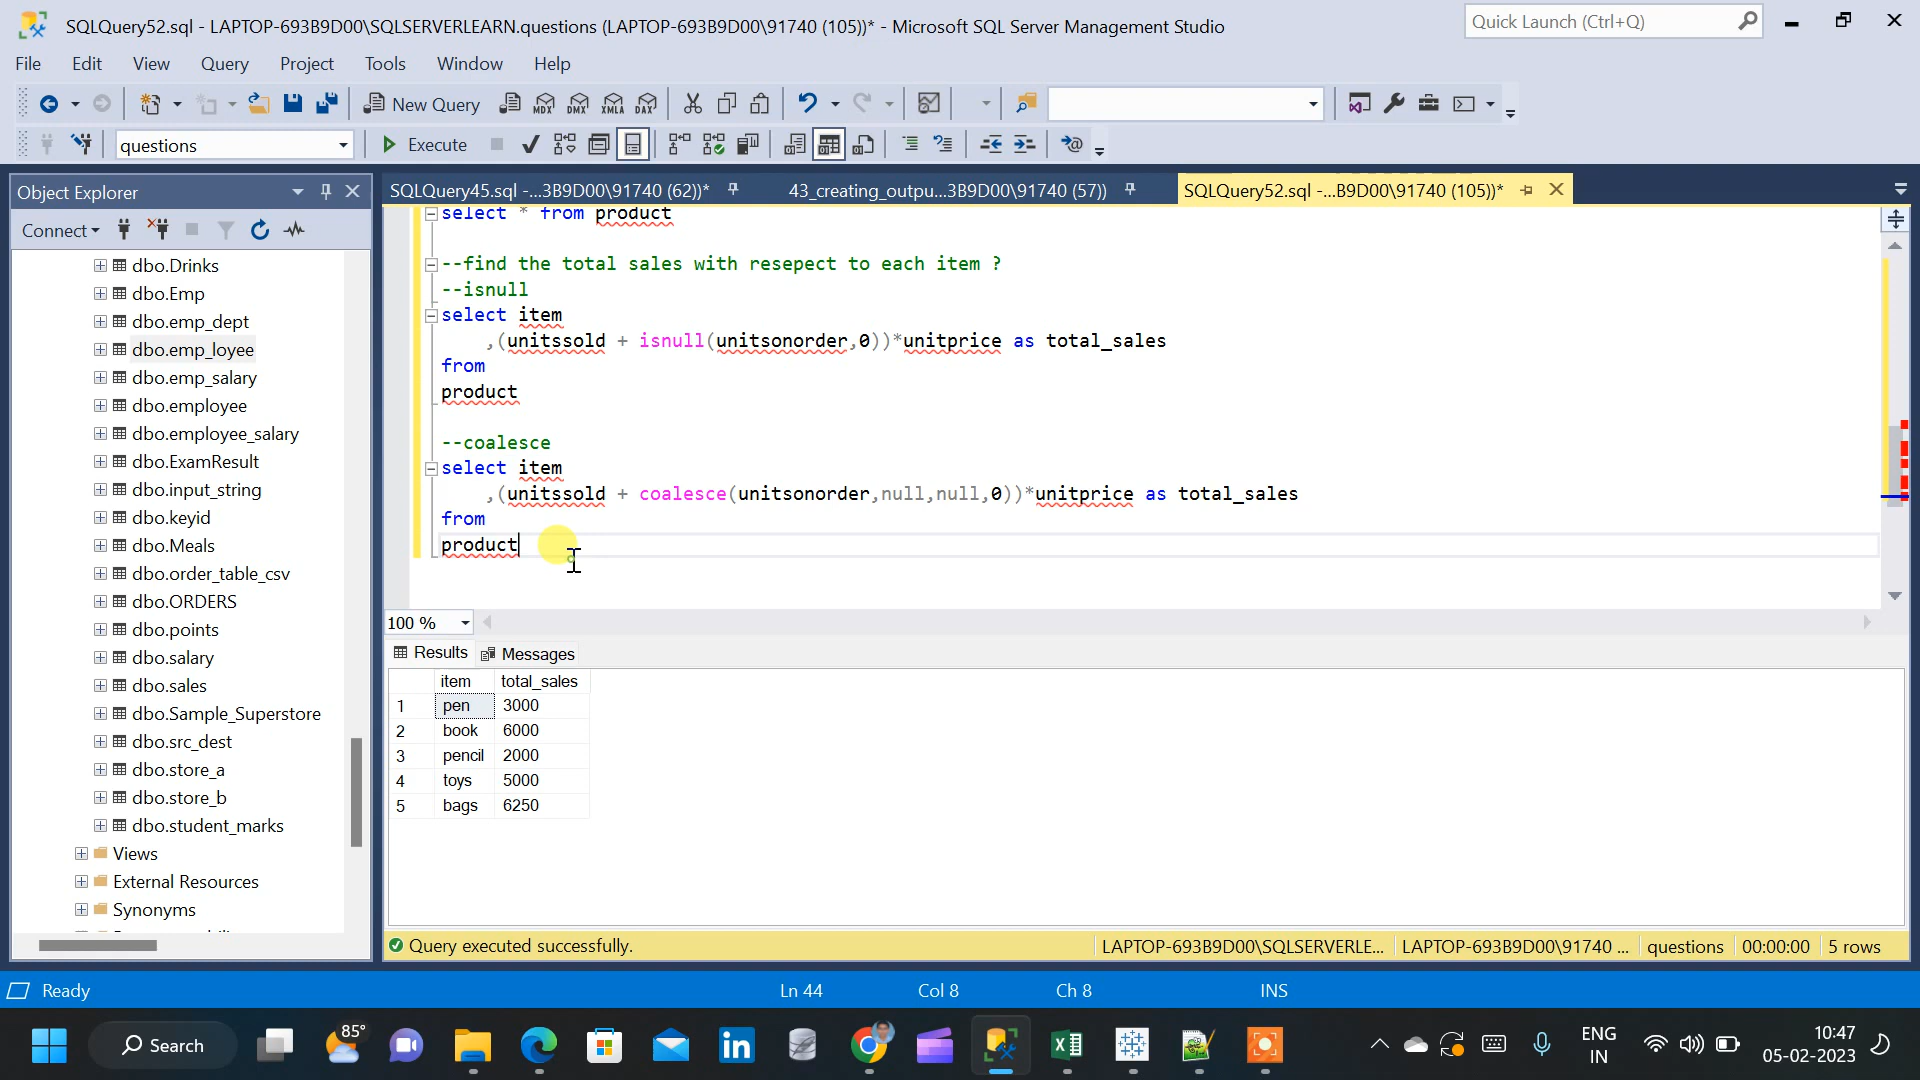 SQLQuery52.sql - LAPTOP-693B9D00\SQLSERVERLEARN.questions (LAPTOP-693B9D00\91740 (105))* - Microsoft SQL Server Management Studio
Quick Launch (Ctrl+Q)
File Edit View Query Project Tools Window Help
New Query MDX DMX XMLA DAX
questions Execute
Object Explorer
SQLQuery45.sql -...3B9D00\91740 (62))* 43_creating_outpu...3B9D00\91740 (57)) SQLQuery52.sql -...B9D00\91740 (105))*
Connect
dbo.Drinks
dbo.Emp
dbo.emp_dept
dbo.emp_loyee
dbo.emp_salary
dbo.employee
dbo.employee_salary
dbo.ExamResult
dbo.input_string
dbo.keyid
dbo.Meals
dbo.order_table_csv
dbo.ORDERS
dbo.points
dbo.salary
dbo.sales
dbo.Sample_Superstore
dbo.src_dest
dbo.store_a
dbo.store_b
dbo.student_marks
Views
External Resources
Synonyms
select * from product
--find the total sales with resepect to each item ?
--isnull
select item
,(unitssold + isnull(unitsonorder,0))*unitprice as total_sales
from
product
--coalesce
select item
,(unitssold + coalesce(unitsonorder,null,null,0))*unitprice as total_sales
from
product
100 %
Results Messages
item total_sales
1 pen 3000
2 book 6000
3 pencil 2000
4 toys 5000
5 bags 6250
Query executed successfully. LAPTOP-693B9D00\SQLSERVERLE... LAPTOP-693B9D00\91740 ... questions 00:00:00 5 rows
Ready Ln 44 Col 8 Ch 8 INS
Search
85°
ENG
IN
10:47
05-02-2023